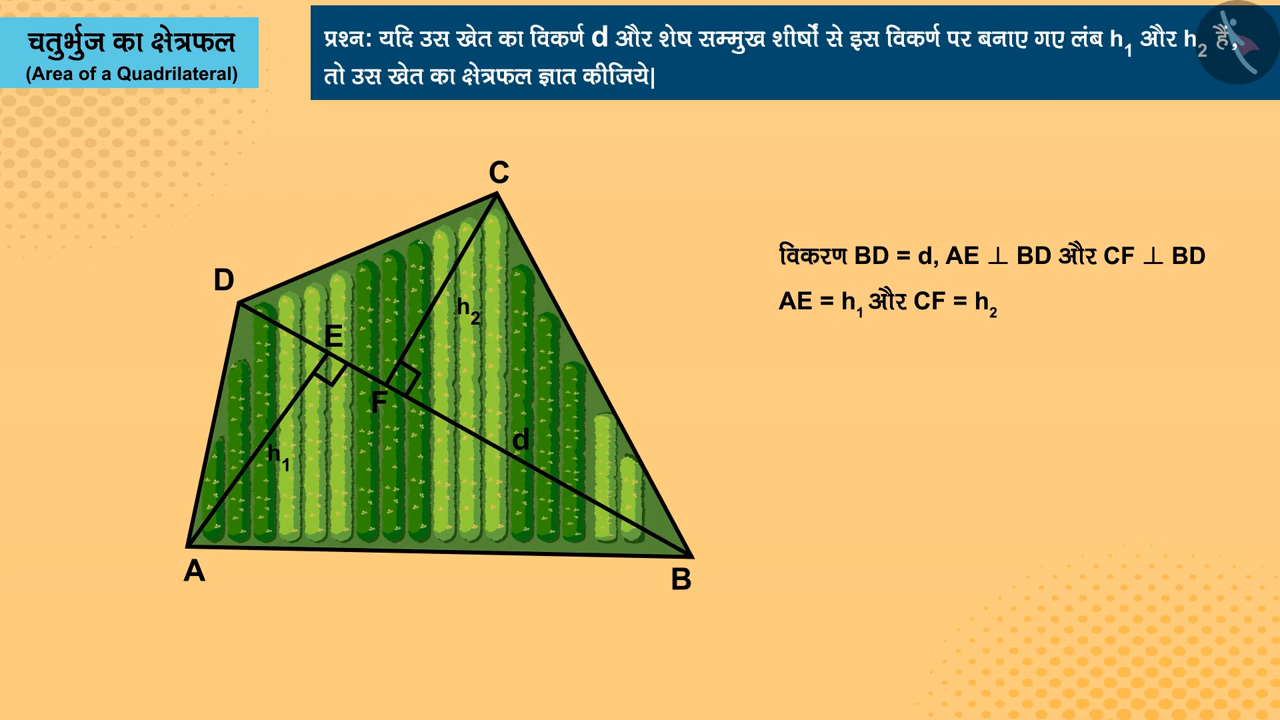 चतुर्भुज का क्षेत्रफल
(Area of a Quadrilateral)
प्रश्न: यदि उस खेत का विकर्ण d और शेष सम्मुख शीर्षों से इस विकर्ण पर बनाए गए लंब h₁ और h₂ हैं,
तो उस खेत का क्षेत्रफल ज्ञात कीजिये|
C
D
E
h₂
F
d
h₁
A
B
विकरण BD = d, AE ⊥ BD और CF ⊥ BD
AE = h₁ और CF = h₂